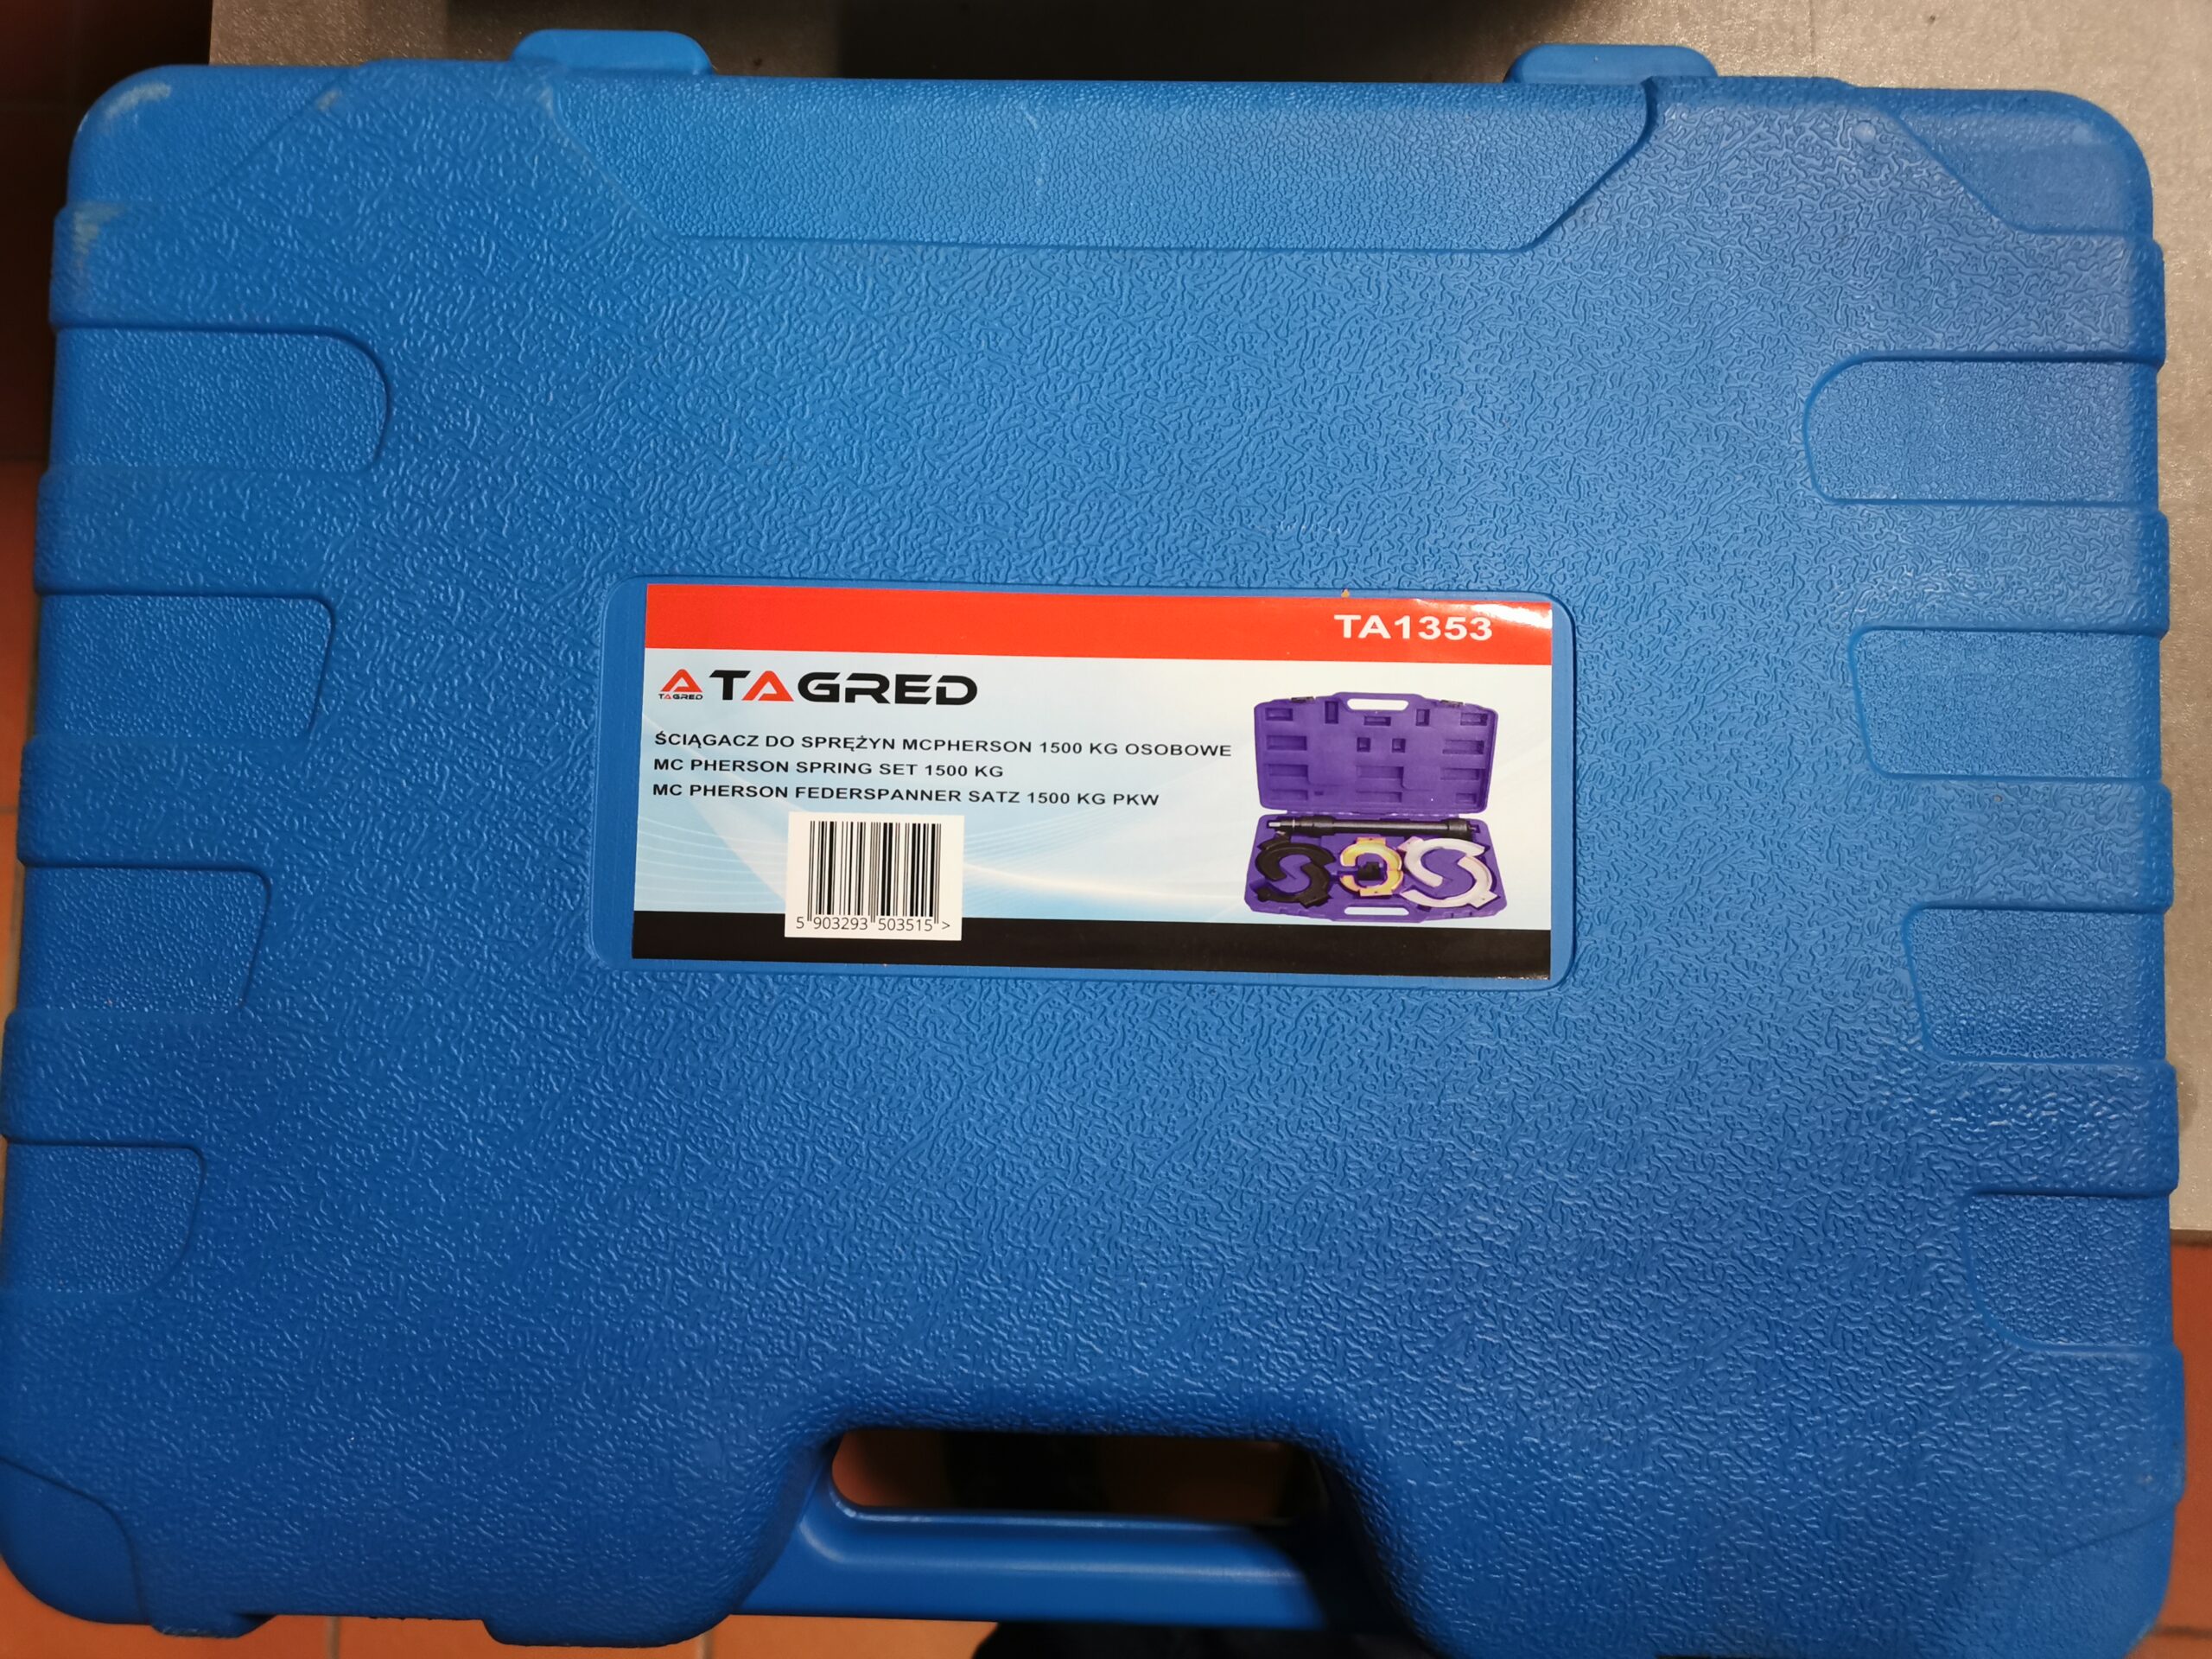 TA1353
TAGRED TAGRED
ŚCIĄGACZ DO SPRĘŻYN MCPHERSON 1500 KG OSOBOWE
MC PHERSON SPRING SET 1500 KG
MC PHERSON FEDERSPANNER SATZ 1500 KG PKW
5 903293 503515 >